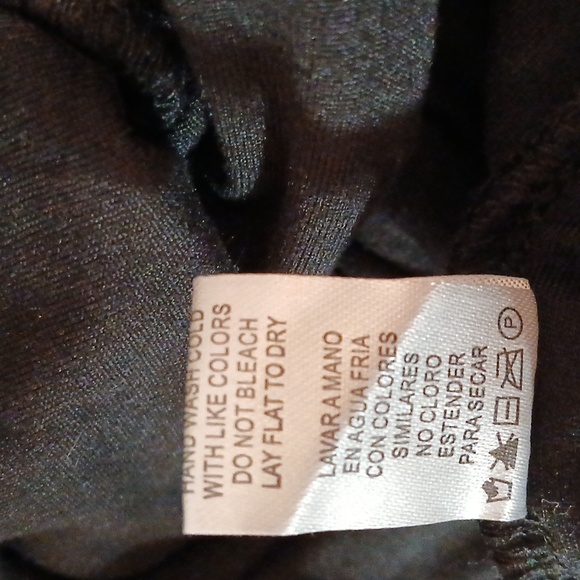 HAND WASH COLD
WITH LIKE COLORS
DO NOT BLEACH
LAY FLAT TO DRY
LAVAR A MANO
EN AGUA FRIA
CON COLORES
SIMILARES
NO CLORO
ESTENDER
PARA SECAR
P